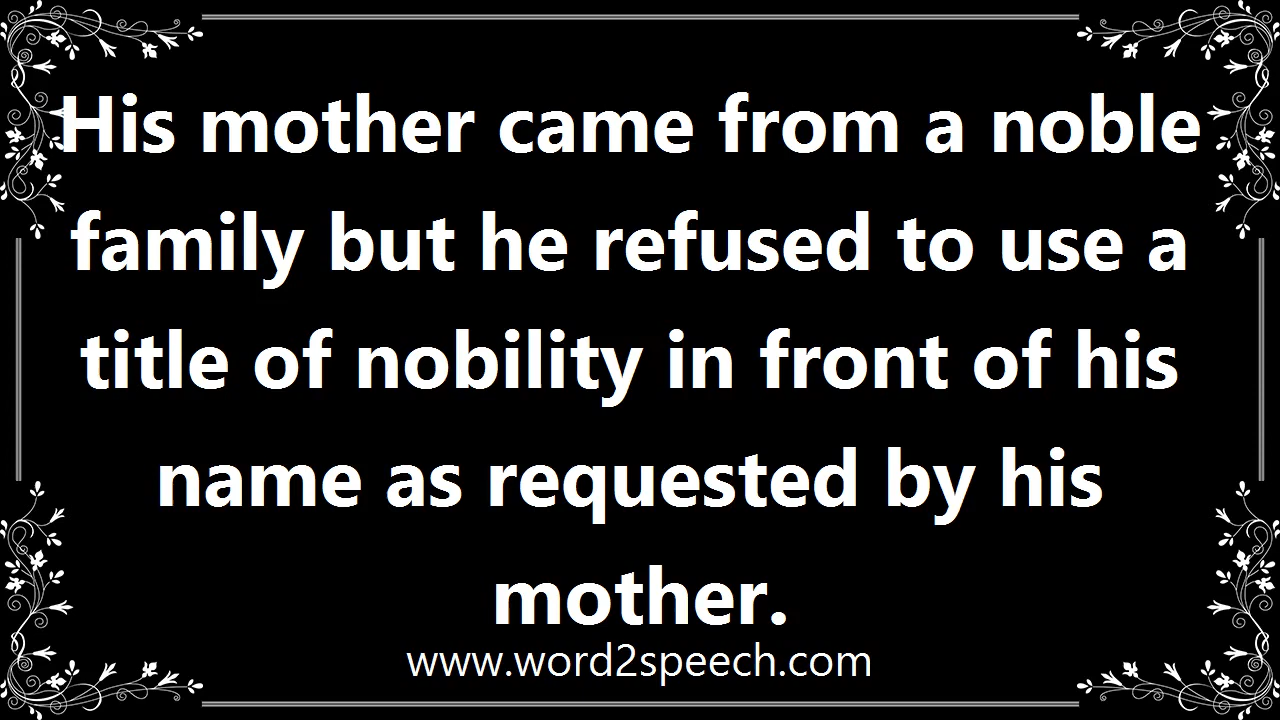 His mother came from a noble
family but he refused to use a
title of nobility in front of his
name as requested by his
mother.
www.word2speech.com